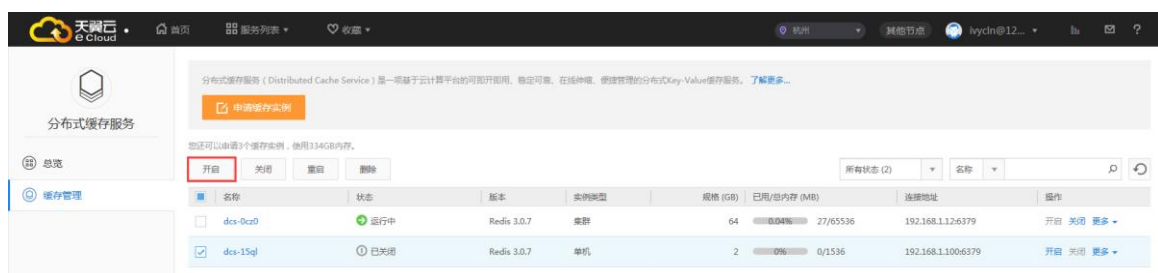 天翼云 e Cloud 首页 服务列表 收藏 杭州 其他节点 ivycln@12... ?
分布式缓存服务（Distributed Cache Service）是一项基于云计算平台的可即开即用、稳定可靠、在线伸缩、便捷管理的分布式Key-Value缓存服务。 了解更多...
申请缓存实例
分布式缓存服务
总览
缓存管理
您还可以申请3个缓存实例，使用334GB内存。
开启 关闭 重启 删除 所有状态 (2) 名称
名称 状态 版本 实例类型 规格 (GB) 已用/总内存 (MB) 连接地址 操作
dcs-0cz0 运行中 Redis 3.0.7 集群 64 0.04% 27/65536 192.168.1.12:6379 开启 关闭 更多
dcs-15ql 已关闭 Redis 3.0.7 单机 2 0% 0/1536 192.168.1.100:6379 开启 关闭 更多